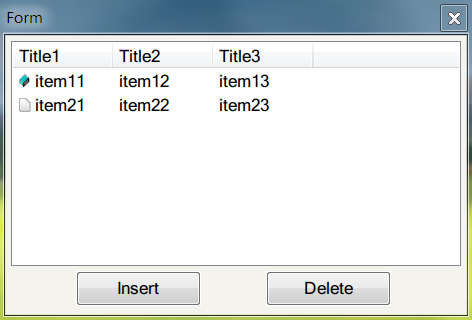 Form
Title1 Title2 Title3
item11 item12 item13
item21 item22 item23
Insert Delete